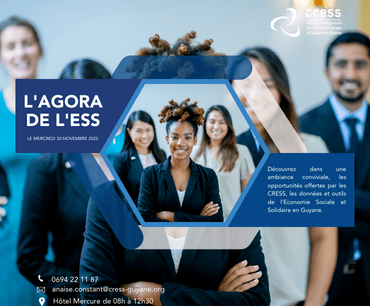 cress
L'AGORA
DE L'ESS
LE MERCREDI 30 NOVEMBRE 2022
Découvrez dans une
ambiance conviviale, les
opportunités offertes par les
CRESS, les données et outils
de l'Economie Sociale et
Solidaire en Guyane.
0694 22 11 87
anaise.constant@cress-guyane.org
Hôtel Mercure de 08h à 12h30